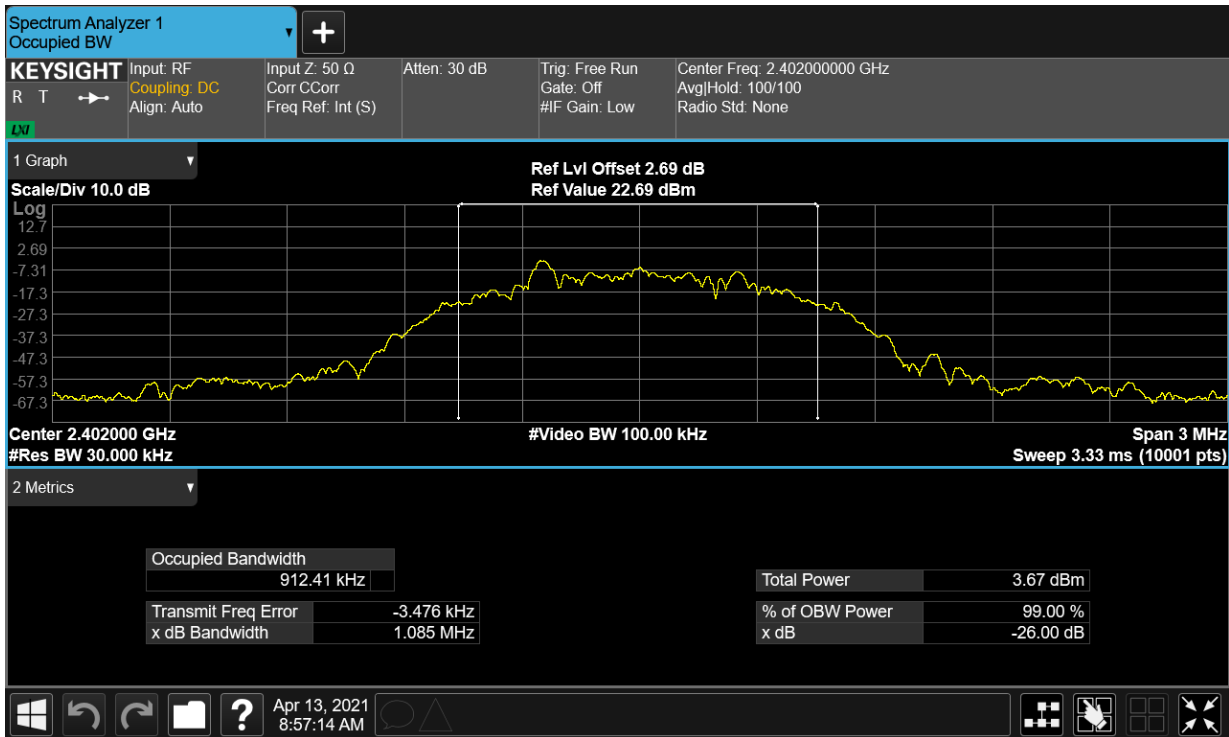 Spectrum Analyzer 1
Occupied BW
KEYSIGHT
R T
LXI
Input: RF
Coupling: DC
Align: Auto
Input Z: 50 Ω
Corr CCorr
Freq Ref: Int (S)
Atten: 30 dB
Trig: Free Run
Gate: Off
#IF Gain: Low
Center Freq: 2.402000000 GHz
Avg|Hold: 100/100
Radio Std: None
1 Graph
Scale/Div 10.0 dB
Ref Lvl Offset 2.69 dB
Ref Value 22.69 dBm
Log
12.7
2.69
-7.31
-17.3
-27.3
-37.3
-47.3
-57.3
-67.3
Center 2.402000 GHz
#Video BW 100.00 kHz
Span 3 MHz
#Res BW 30.000 kHz
Sweep 3.33 ms (10001 pts)
2 Metrics
Occupied Bandwidth
912.41 kHz
Total Power 3.67 dBm
Transmit Freq Error -3.476 kHz
% of OBW Power 99.00 %
x dB Bandwidth 1.085 MHz
x dB -26.00 dB
?
Apr 13, 2021
8:57:14 AM